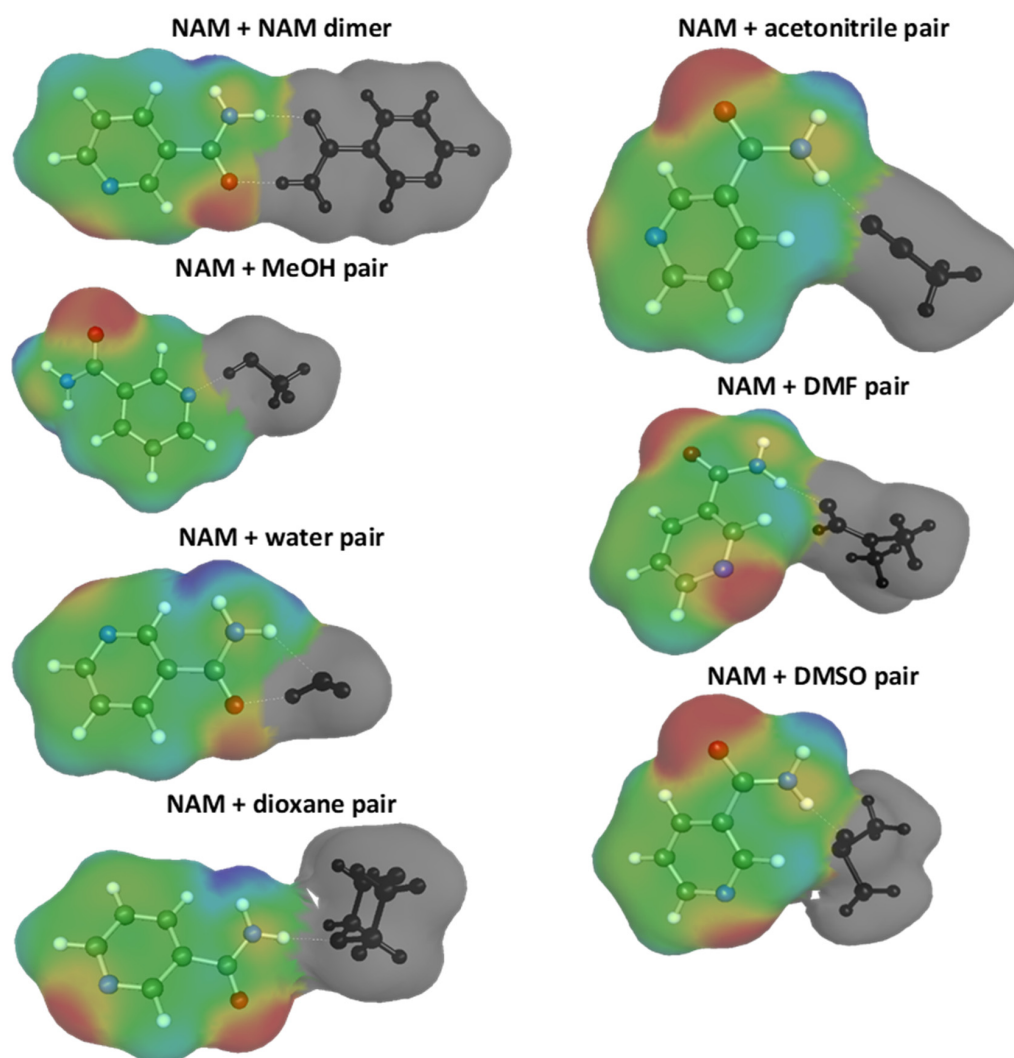 NAM + NAM dimer
NAM + MeOH pair
NAM + water pair
NAM + dioxane pair
NAM + acetonitrile pair
NAM + DMF pair
NAM + DMSO pair